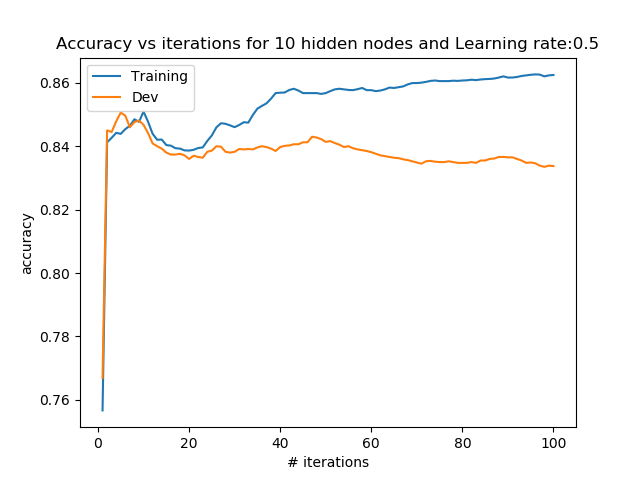 Accuracy vs iterations for 10 hidden nodes and Learning rate:0.5
Training
Dev
accuracy
0.86
0.84
0.82
0.80
0.78
0.76
0 20 40 60 80 100
# iterations